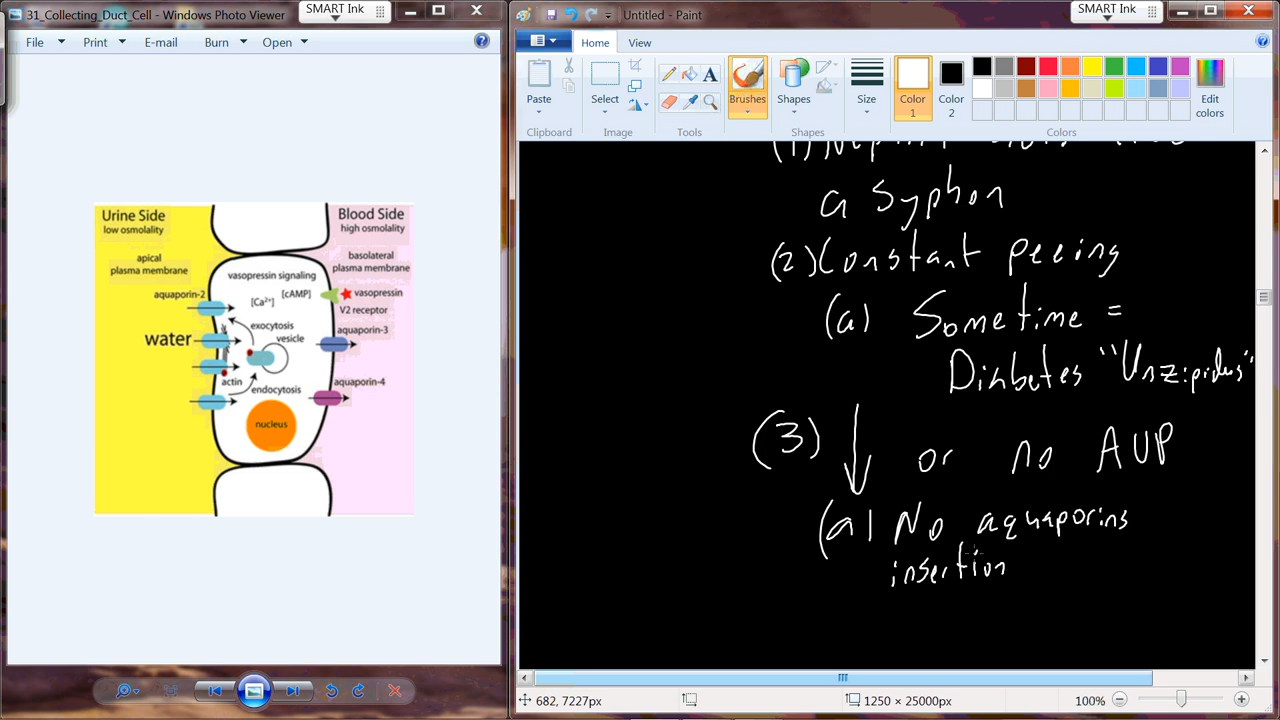 31_Collecting_Duct_Cell - Windows Photo Viewer
SMART Ink
File
Print
E-mail
Burn
Open
Urine Side
low osmolality
Blood Side
high osmolality
apical
plasma membrane
basolateral
plasma membrane
vasopressin signaling
aquaporin-2
[Ca2+]
[cAMP]
vasopressin
V2 receptor
exocytosis
vesicle
aquaporin-3
water
actin
endocytosis
aquaporin-4
nucleus
Untitled - Paint
SMART Ink
Home
View
Paste
Select
Brushes
Shapes
Size
Color
1
Color
2
Edit
colors
Clipboard
Image
Tools
Shapes
Colors
a Syphon
(2) Constant peeing
(a) Sometime =
Diabetes "Unzipidus"
(3) ↓ or no AUP
(a) No aquaporins
insertion
682, 7227px
1250 × 25000px
100%